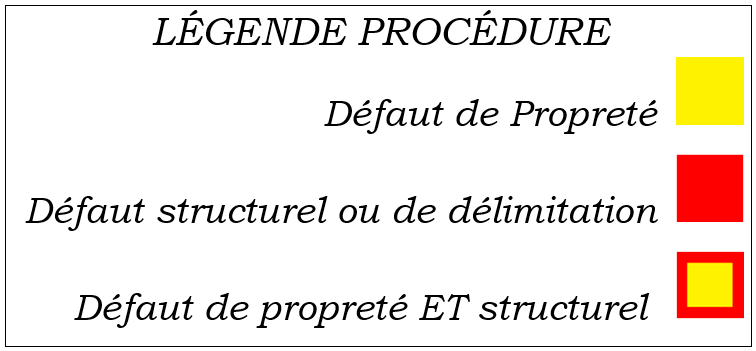 LÉGENDE PROCÉDURE
Défaut de Propreté
Défaut structurel ou de délimitation
Défaut de propreté ET structurel